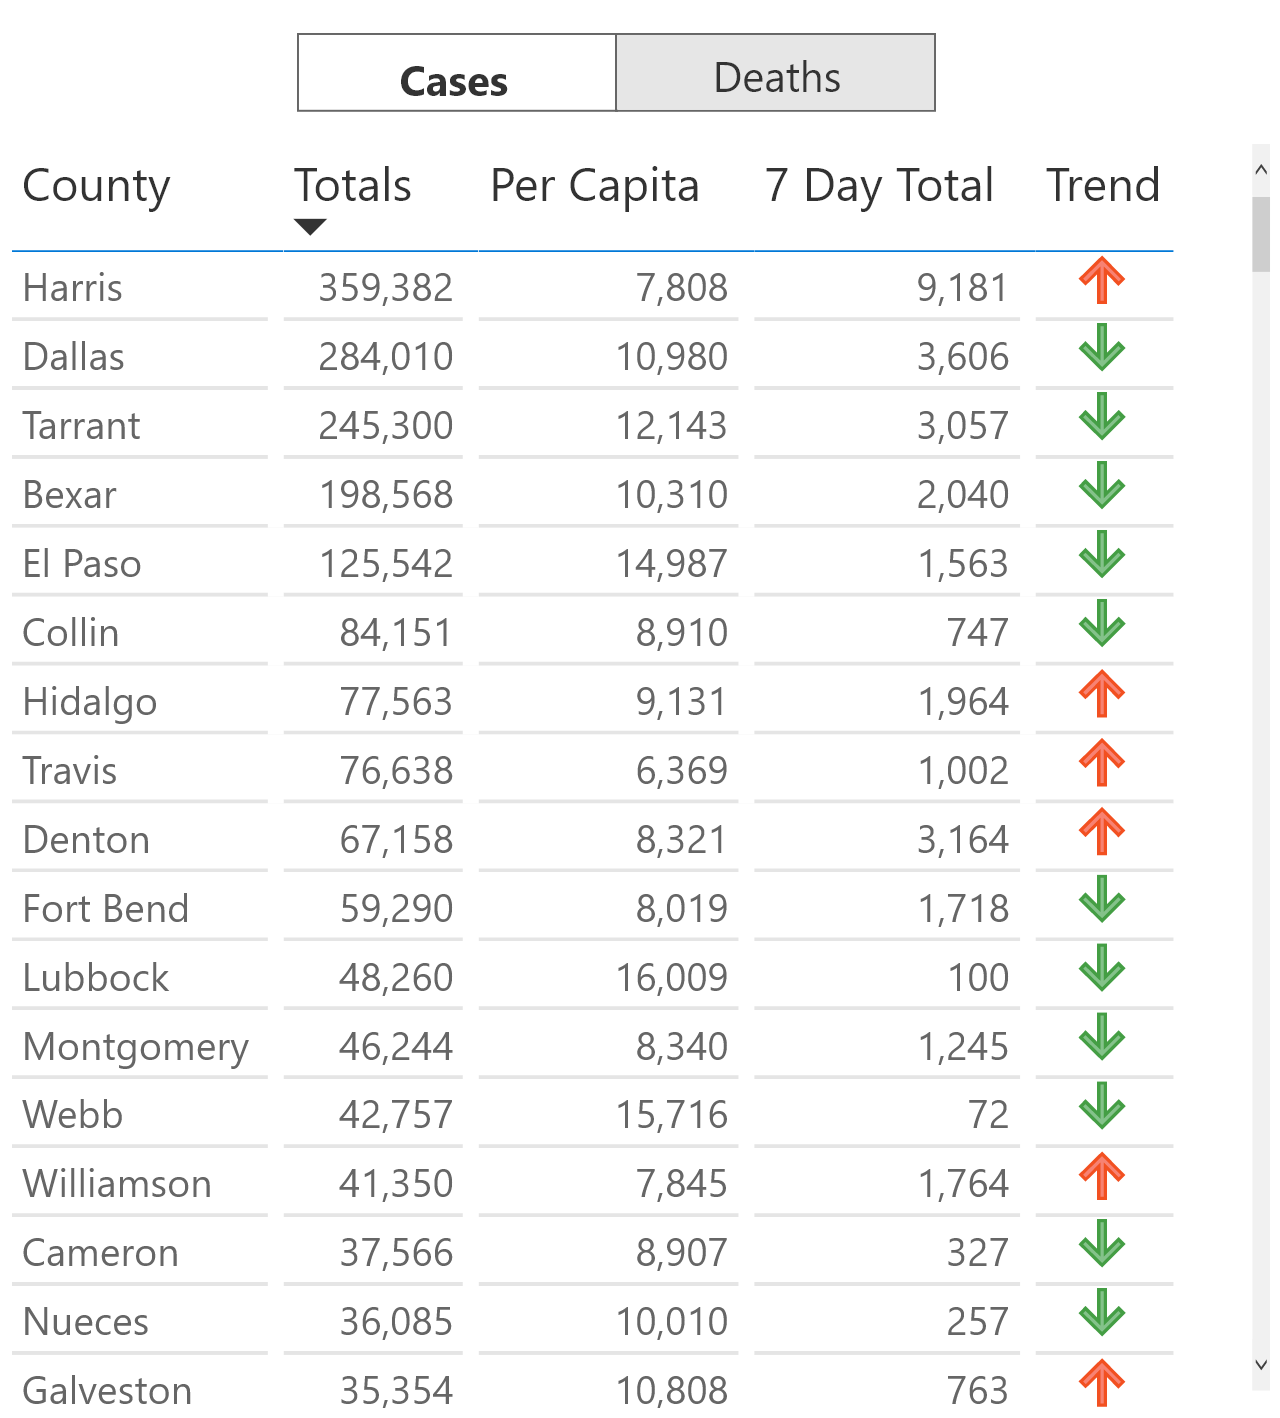 Cases Deaths
County Totals Per Capita 7 Day Total Trend
Harris 359,382 7,808 9,181
Dallas 284,010 10,980 3,606
Tarrant 245,300 12,143 3,057
Bexar 198,568 10,310 2,040
El Paso 125,542 14,987 1,563
Collin 84,151 8,910 747
Hidalgo 77,563 9,131 1,964
Travis 76,638 6,369 1,002
Denton 67,158 8,321 3,164
Fort Bend 59,290 8,019 1,718
Lubbock 48,260 16,009 100
Montgomery 46,244 8,340 1,245
Webb 42,757 15,716 72
Williamson 41,350 7,845 1,764
Cameron 37,566 8,907 327
Nueces 36,085 10,010 257
Galveston 35,354 10,808 763